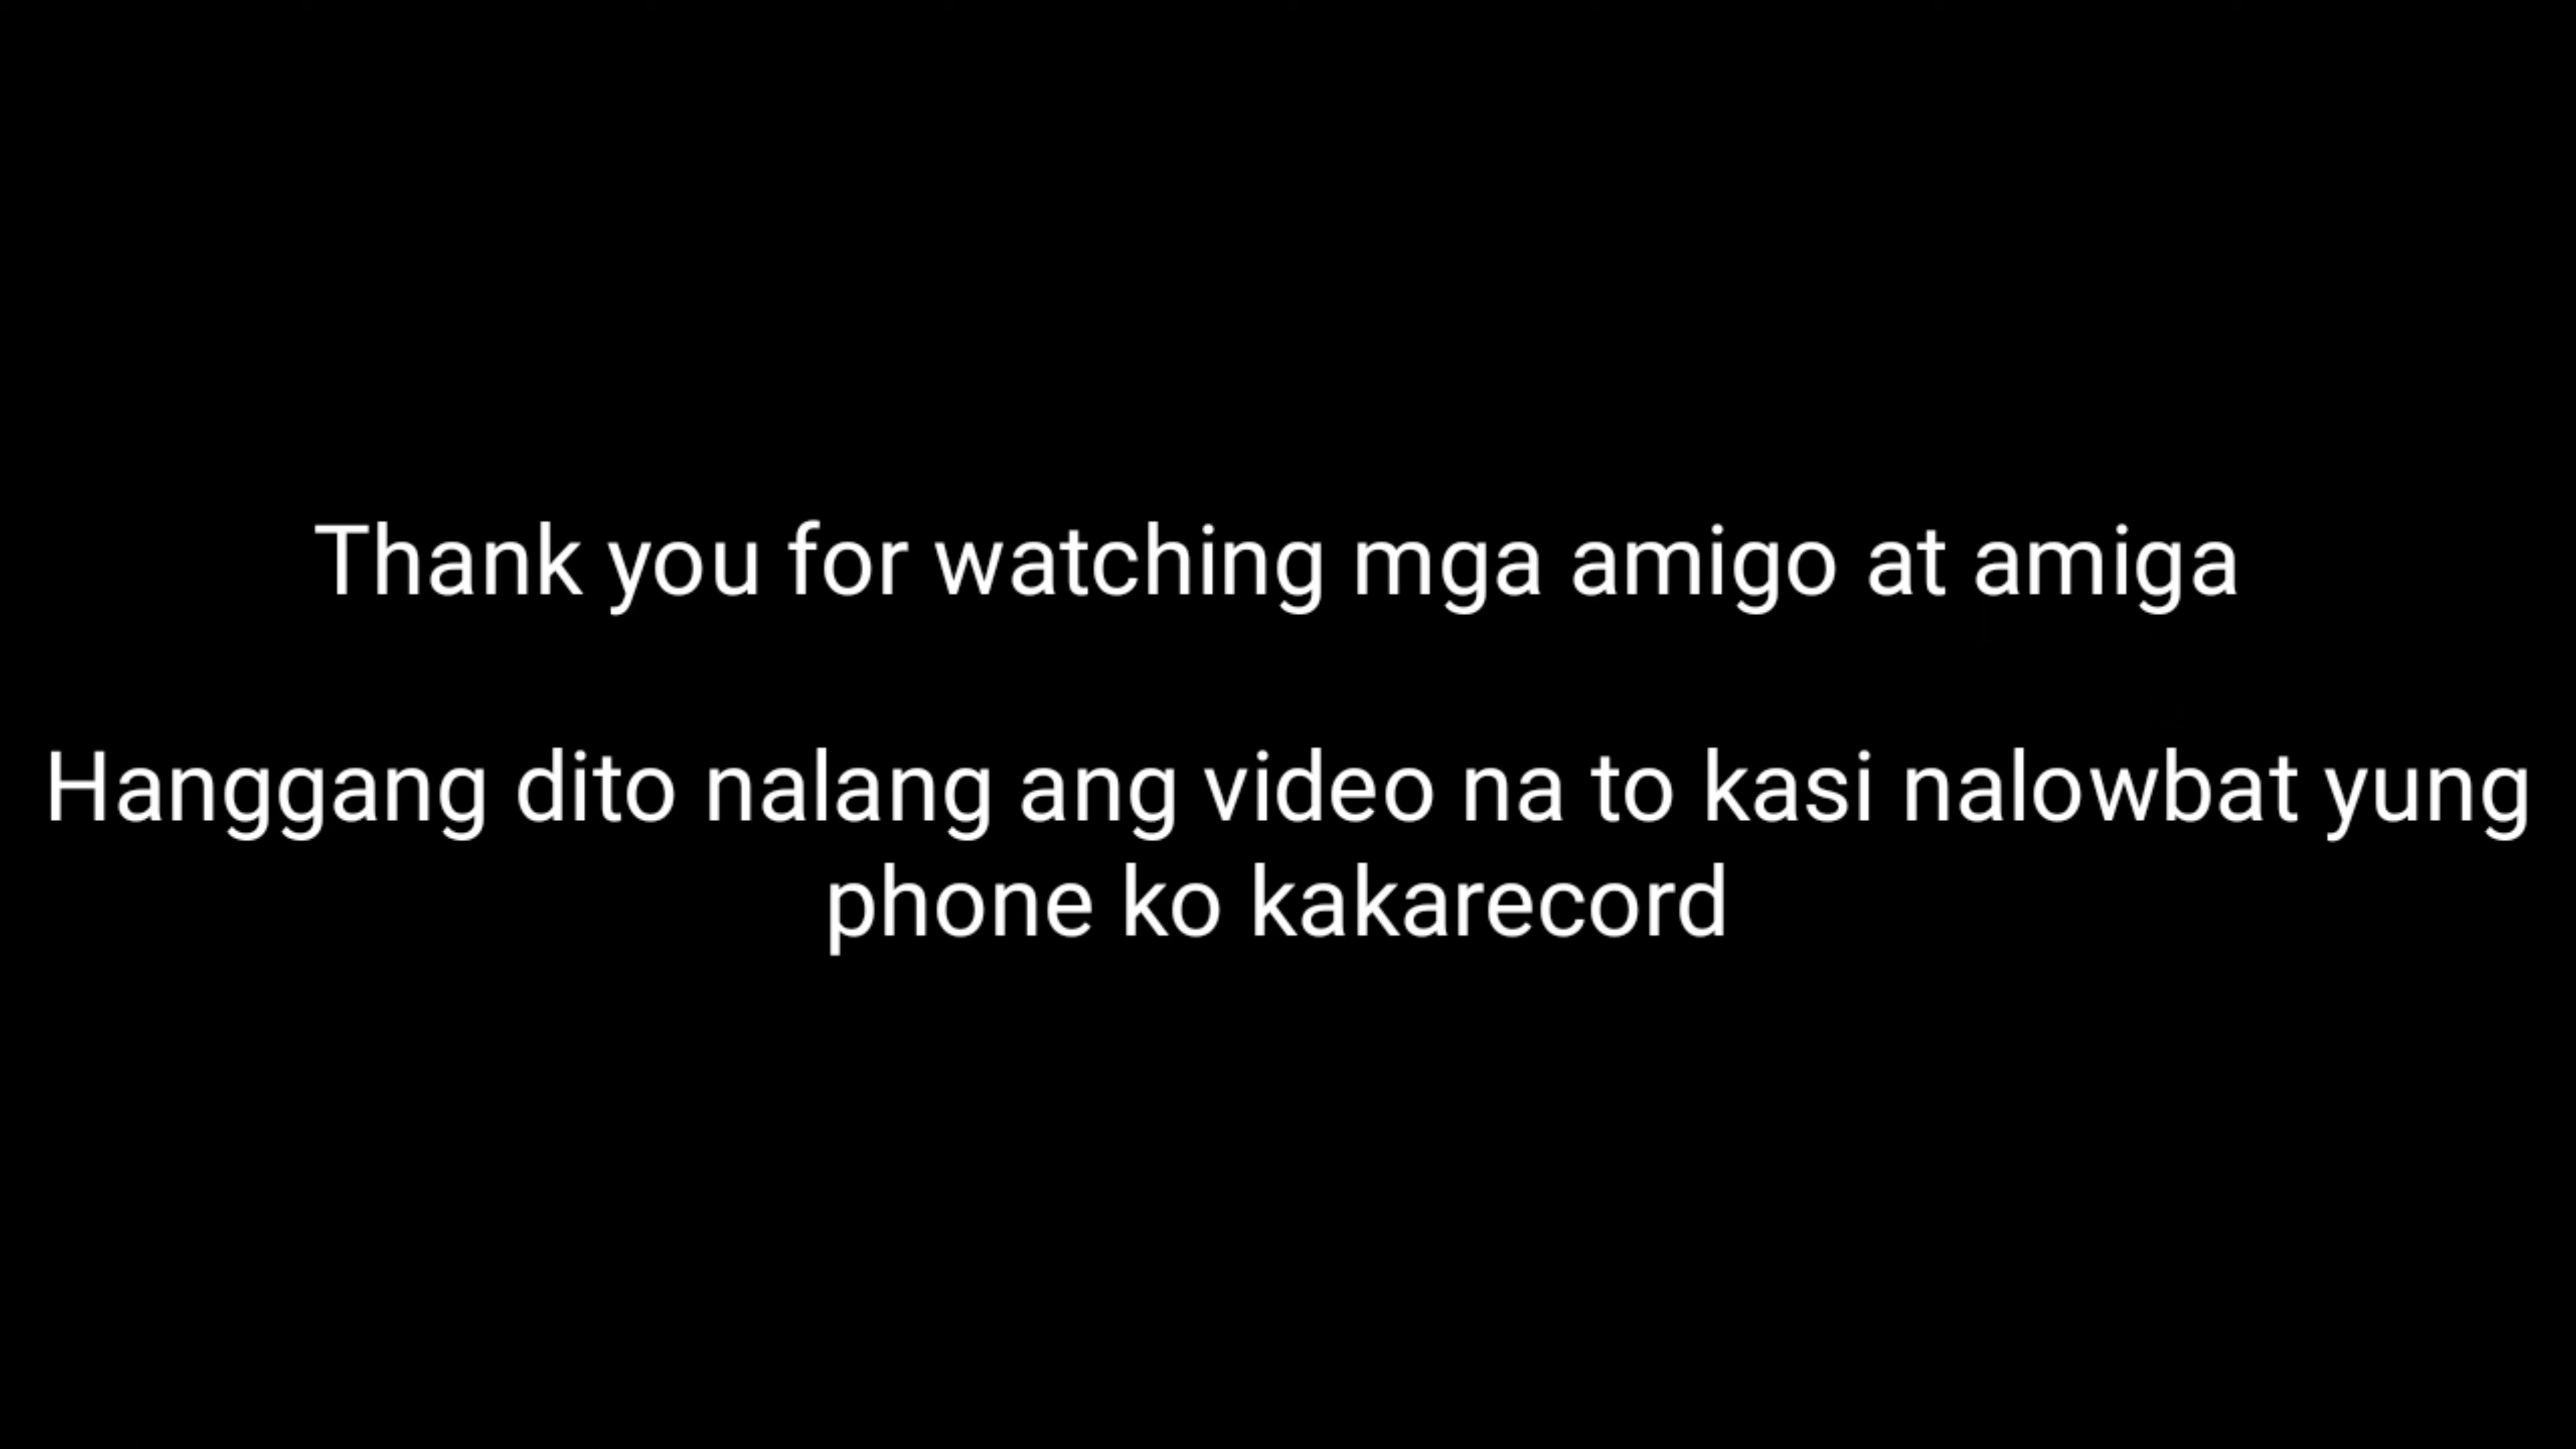 Thank you for watching mga amigo at amiga
Hanggang dito nalang ang video na to kasi nalowbat yung
phone ko kakarecord